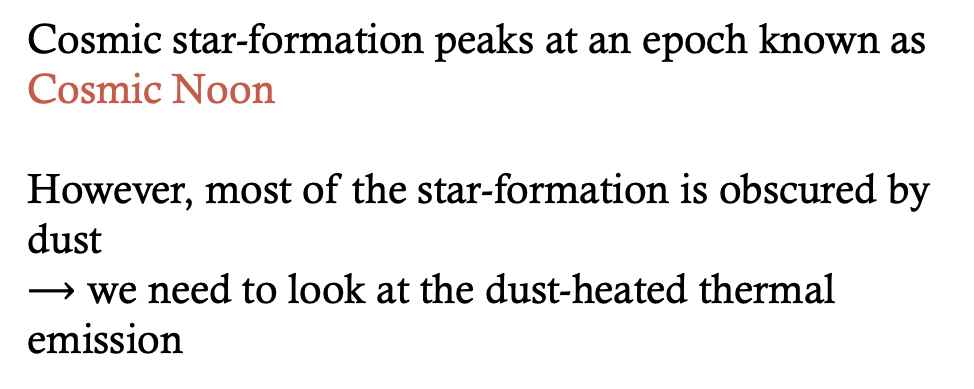 Cosmic star-formation peaks at an epoch known as
Cosmic Noon
However, most of the star-formation is obscured by
dust
⟶ we need to look at the dust-heated thermal
emission